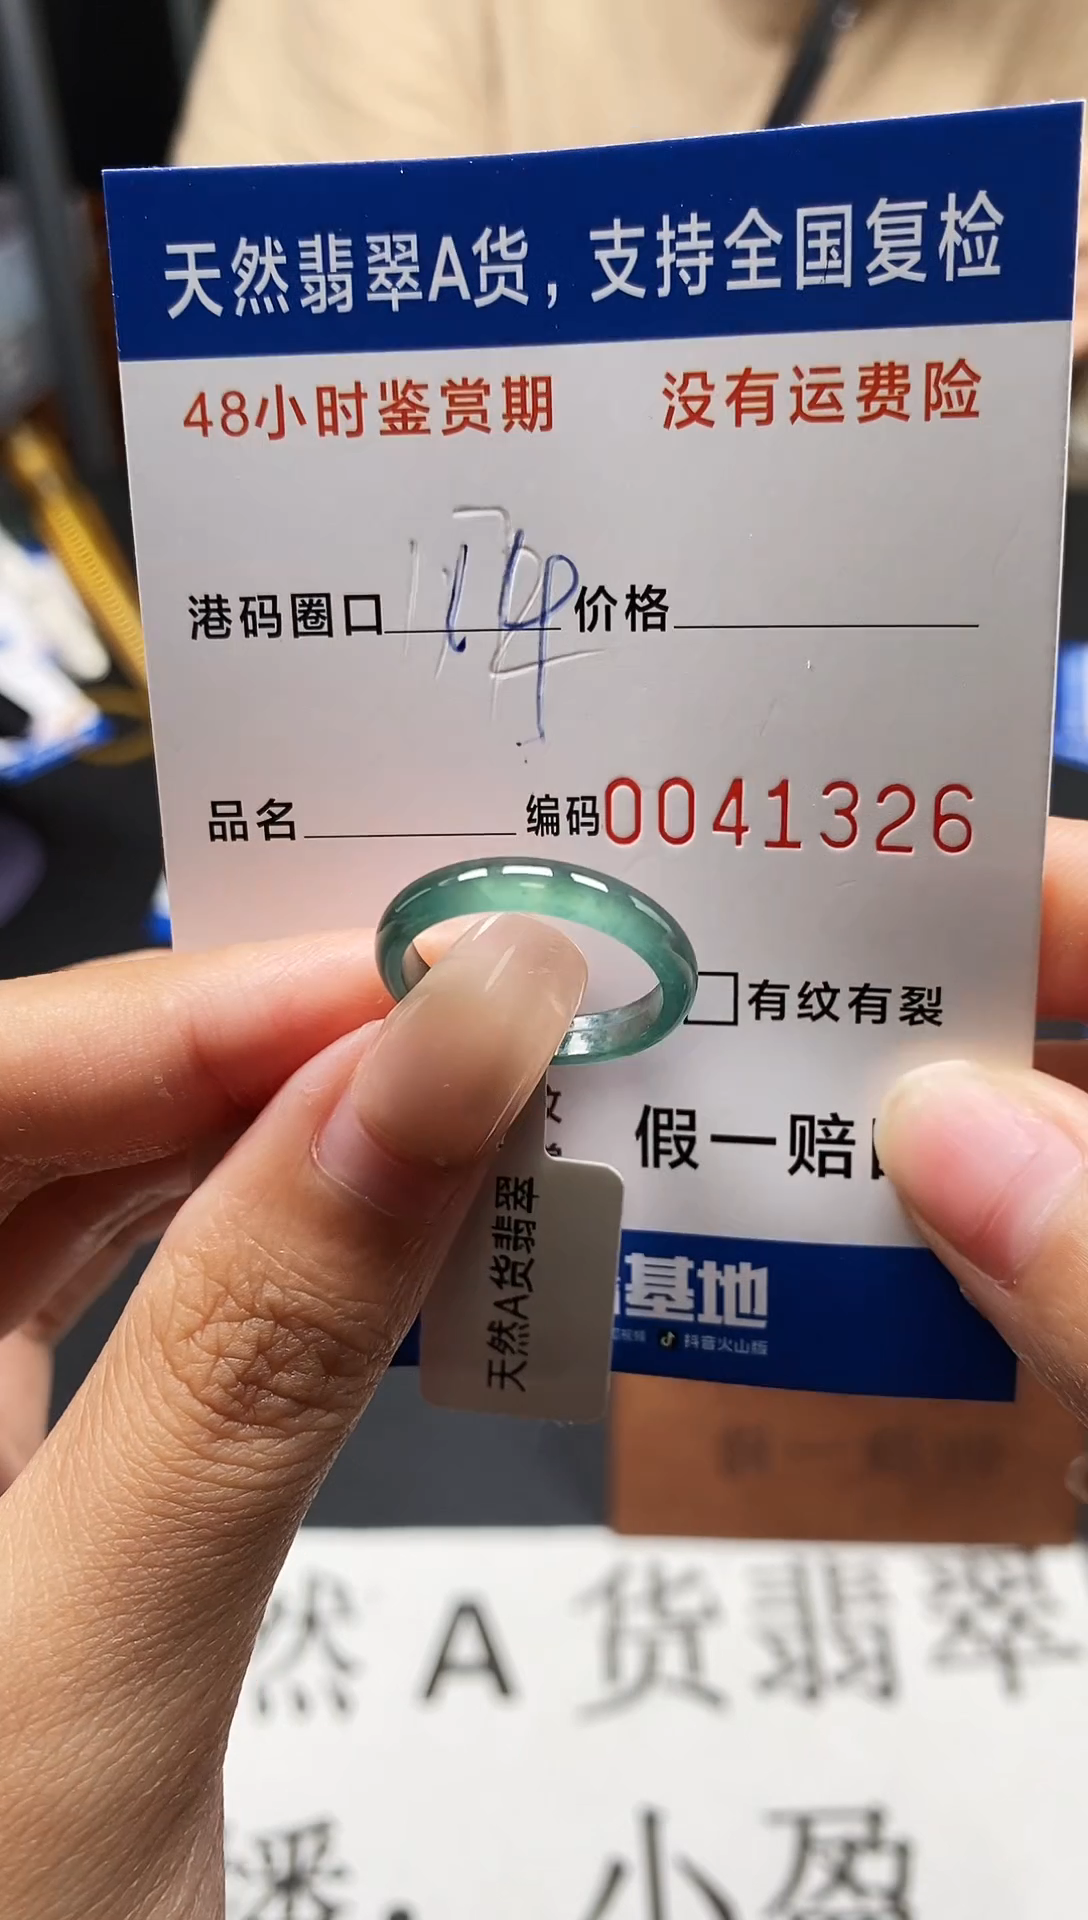 天然翡翠A货，支持全国复检
48小时鉴赏期 没有运费险
港码圈口 价格
品名 编码0041326
有纹有裂
假一赔
天然A货翡翠
基地
抖音火山版
然 A 货翡翠
播：小盈